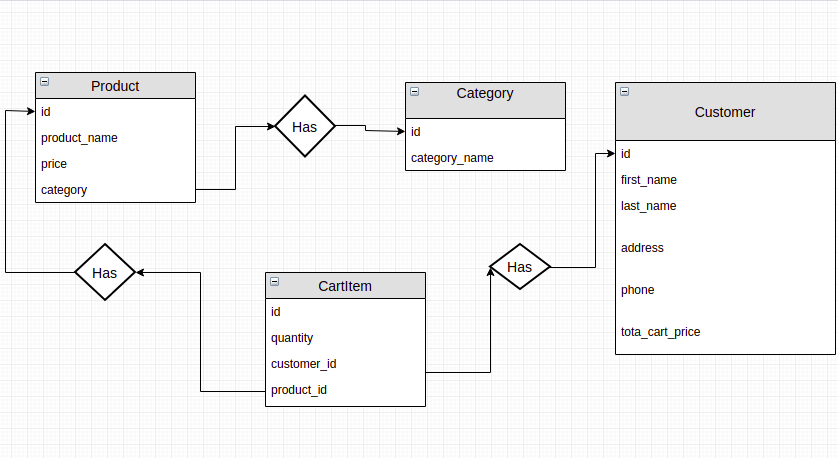 Product
id
product_name
price
category
Has
Category
id
category_name
Customer
id
first_name
last_name
address
phone
tota_cart_price
Has
CartItem
id
quantity
customer_id
product_id
Has